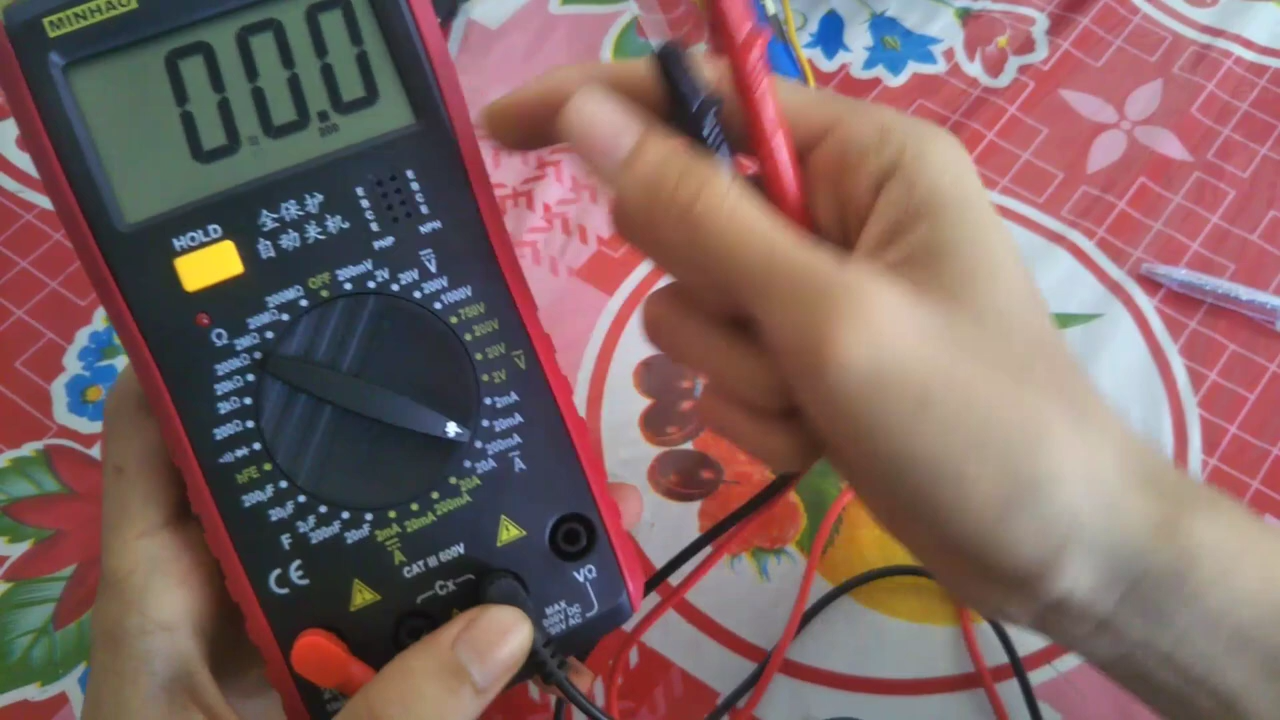 MINHAO
00.0
200
HOLD
全保护
自动关机
E
B
C
E
PNP
E
B
C
E
NPN
OFF
200mV
2V
20V
200V
1000V
V
750V
200V
20V
2V
V
2mA
20mA
200mA
20A
A
20A
200mA
20mA
2mA
A
20nF
200nF
2μF
20μF
200μF
F
hFE
200Ω
2kΩ
20kΩ
200kΩ
2MΩ
20MΩ
200MΩ
Ω
CE
CAT III 600V
Cx
VΩ
MAX